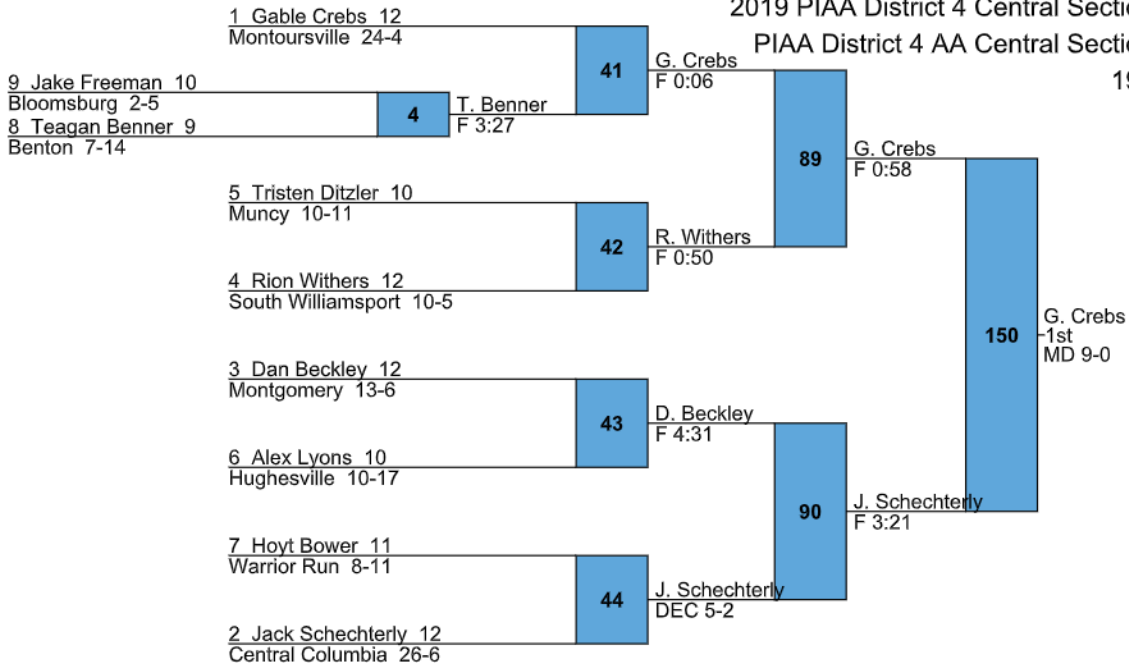 2019 PIAA District 4 Central Sectio
PIAA District 4 AA Central Sectio
19
1 Gable Crebs 12
Montoursville 24-4
9 Jake Freeman 10
Bloomsburg 2-5
8 Teagan Benner 9
Benton 7-14
4
T. Benner
F 3:27
41
G. Crebs
F 0:06
5 Tristen Ditzler 10
Muncy 10-11
4 Rion Withers 12
South Williamsport 10-5
42
R. Withers
F 0:50
89
G. Crebs
F 0:58
3 Dan Beckley 12
Montgomery 13-6
6 Alex Lyons 10
Hughesville 10-17
43
D. Beckley
F 4:31
7 Hoyt Bower 11
Warrior Run 8-11
2 Jack Schechterly 12
Central Columbia 26-6
44
J. Schechterly
DEC 5-2
90
J. Schechterly
F 3:21
150
G. Crebs
1st
MD 9-0